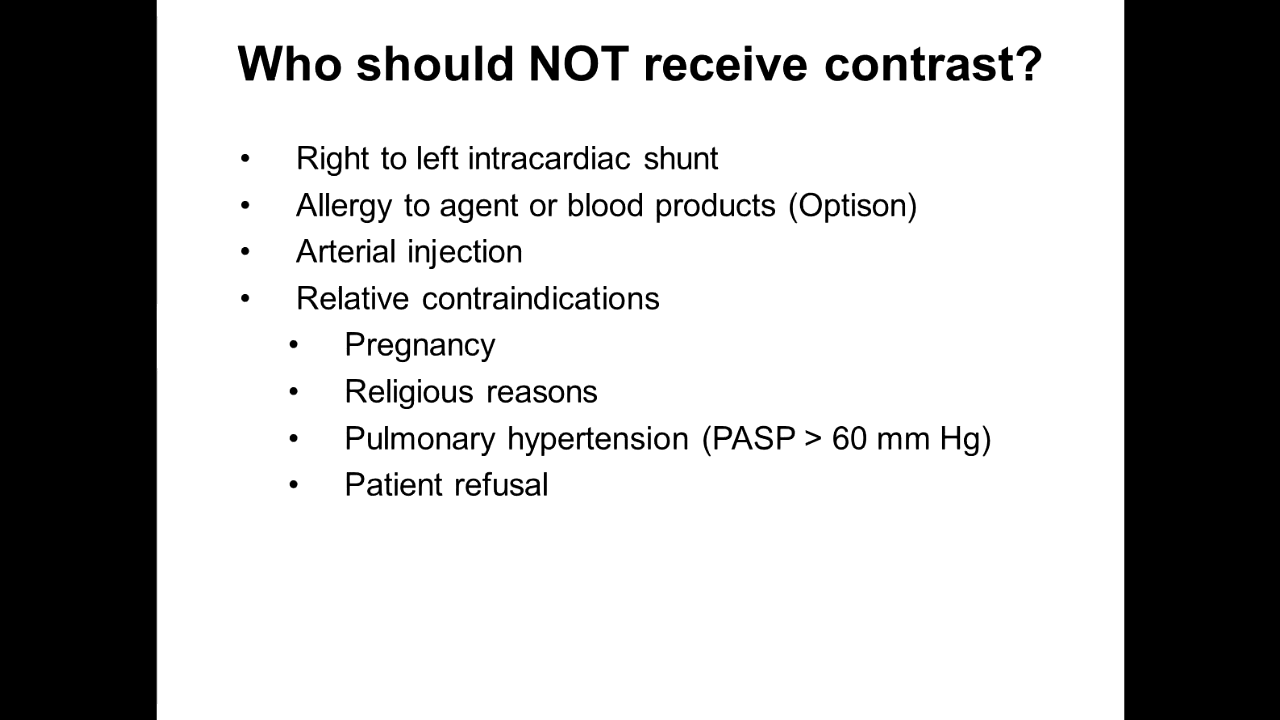 Who should NOT receive contrast?
• Right to left intracardiac shunt
• Allergy to agent or blood products (Optison)
• Arterial injection
• Relative contraindications
• Pregnancy
• Religious reasons
• Pulmonary hypertension (PASP > 60 mm Hg)
• Patient refusal